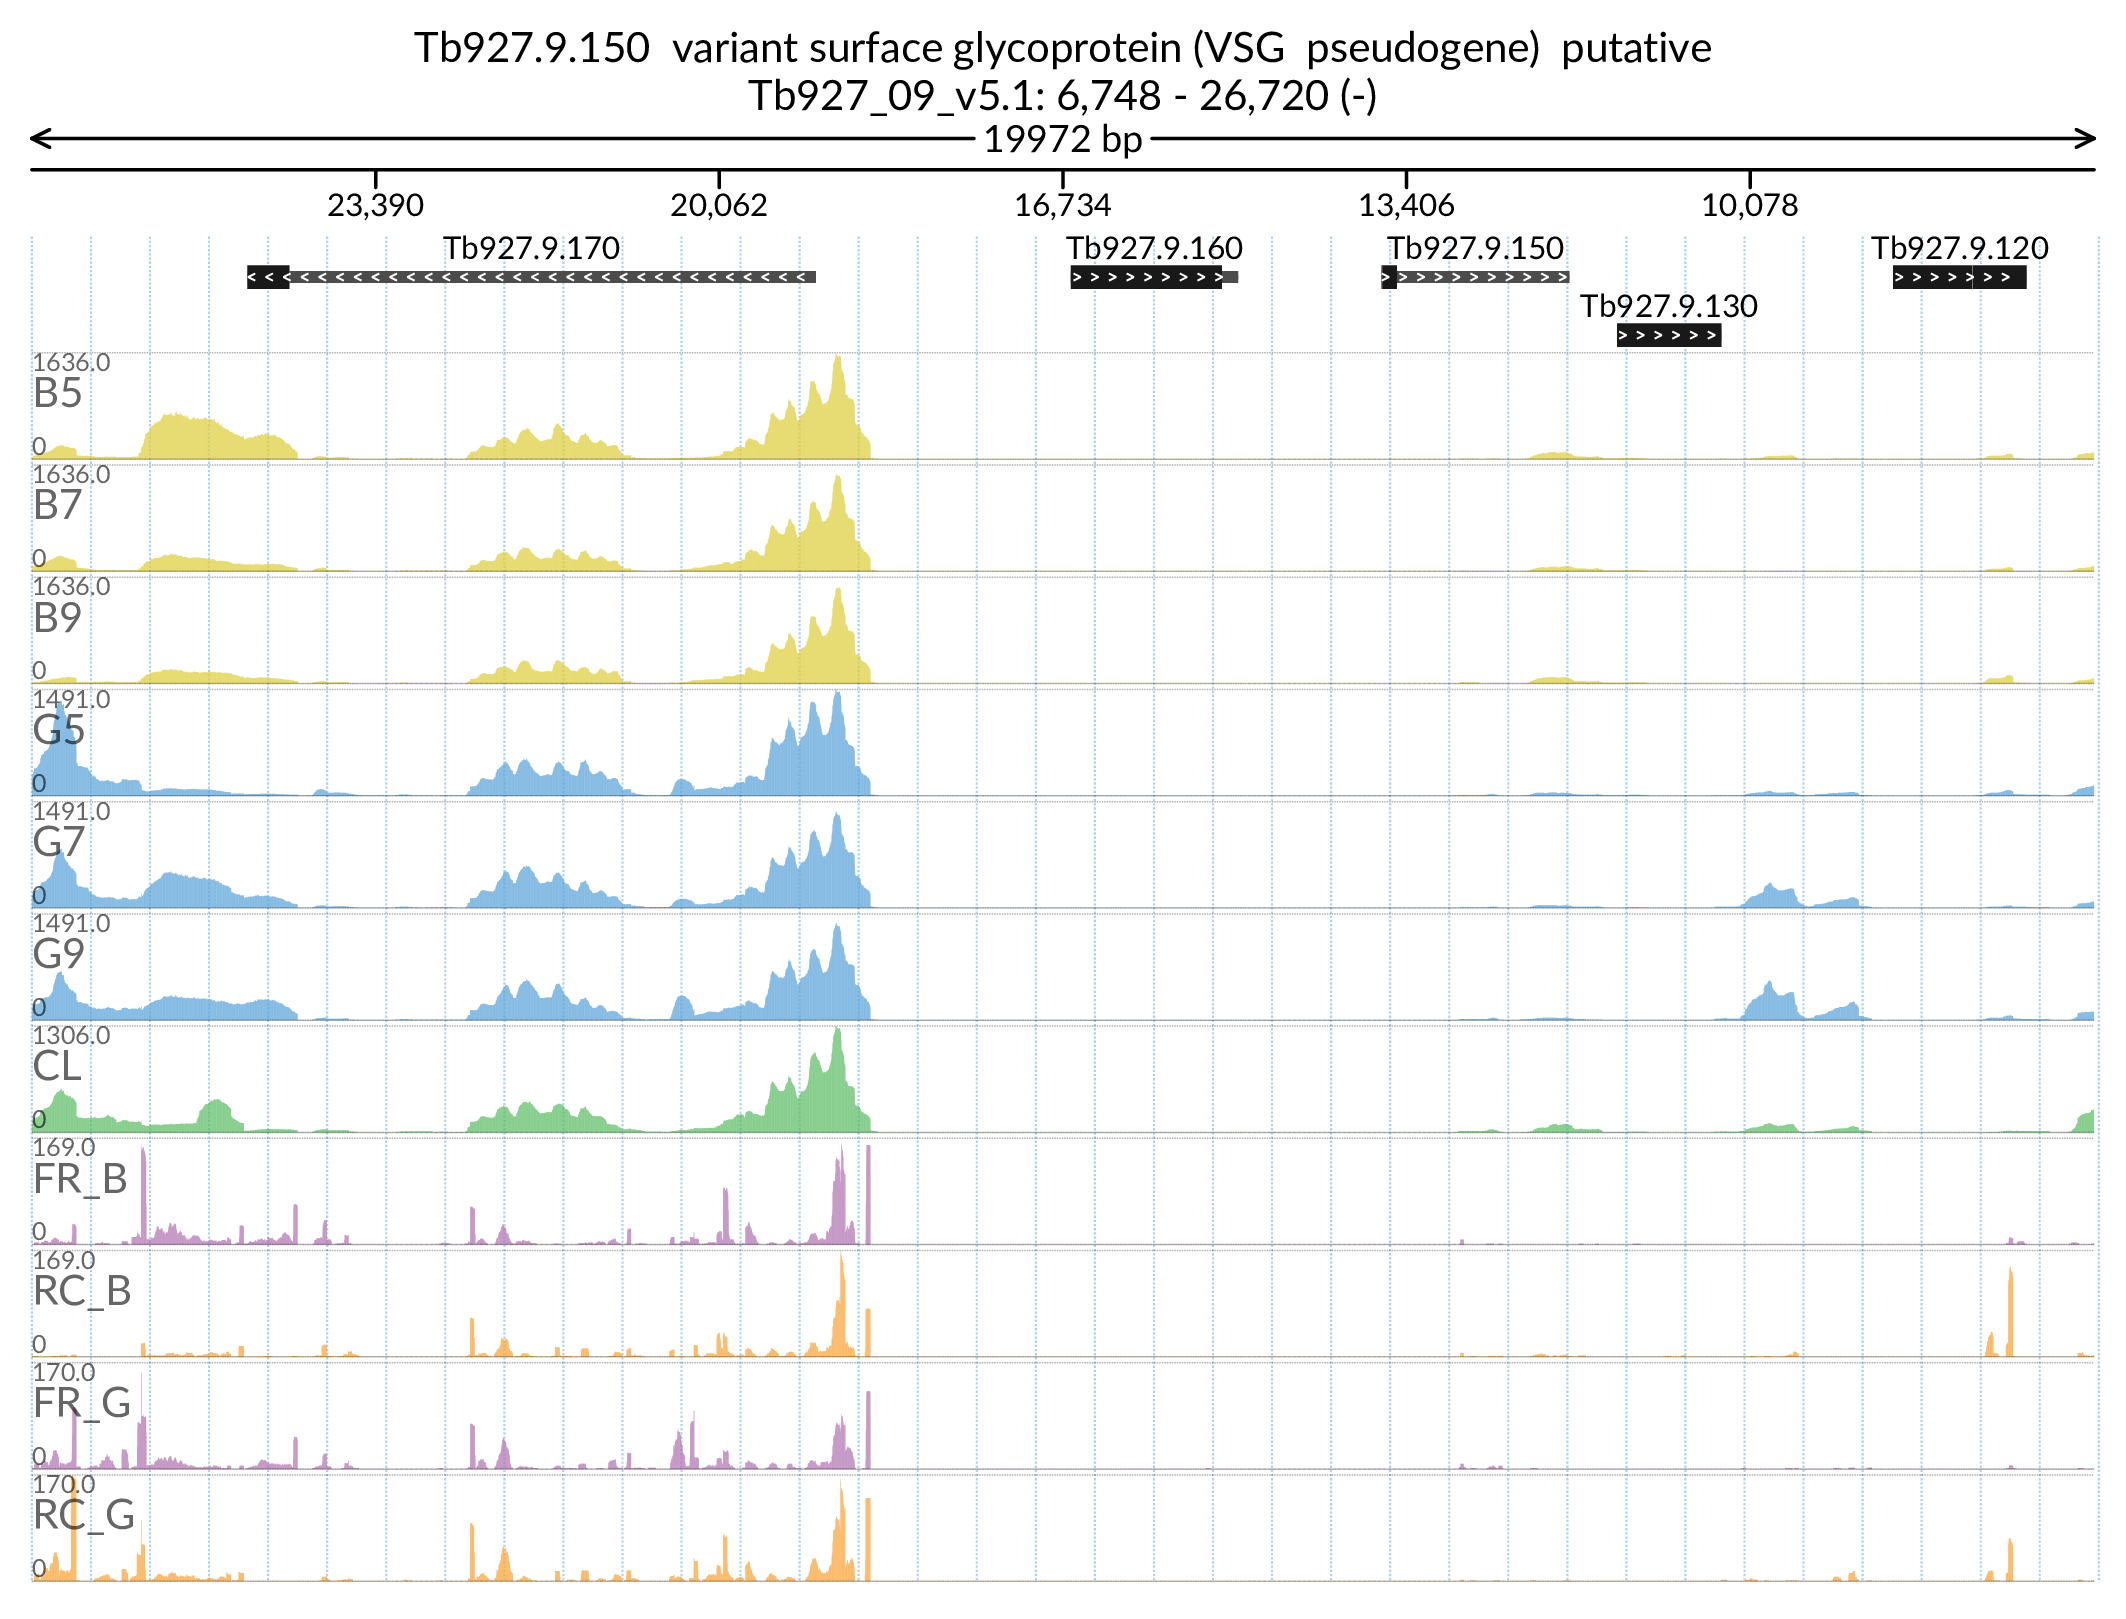 Tb927.9.150  variant surface glycoprotein (VSG  pseudogene)  putative
Tb927_09_v5.1: 6,748 - 26,720 (-)
19972 bp
23,390 20,062 16,734 13,406 10,078
Tb927.9.170 Tb927.9.160 Tb927.9.150 Tb927.9.120
Tb927.9.130
1636.0
B5
0
1636.0
B7
0
1636.0
B9
0
1491.0
G5
0
1491.0
G7
0
1491.0
G9
0
1306.0
CL
0
169.0
FR_B
0
169.0
RC_B
0
170.0
FR_G
0
170.0
RC_G
0